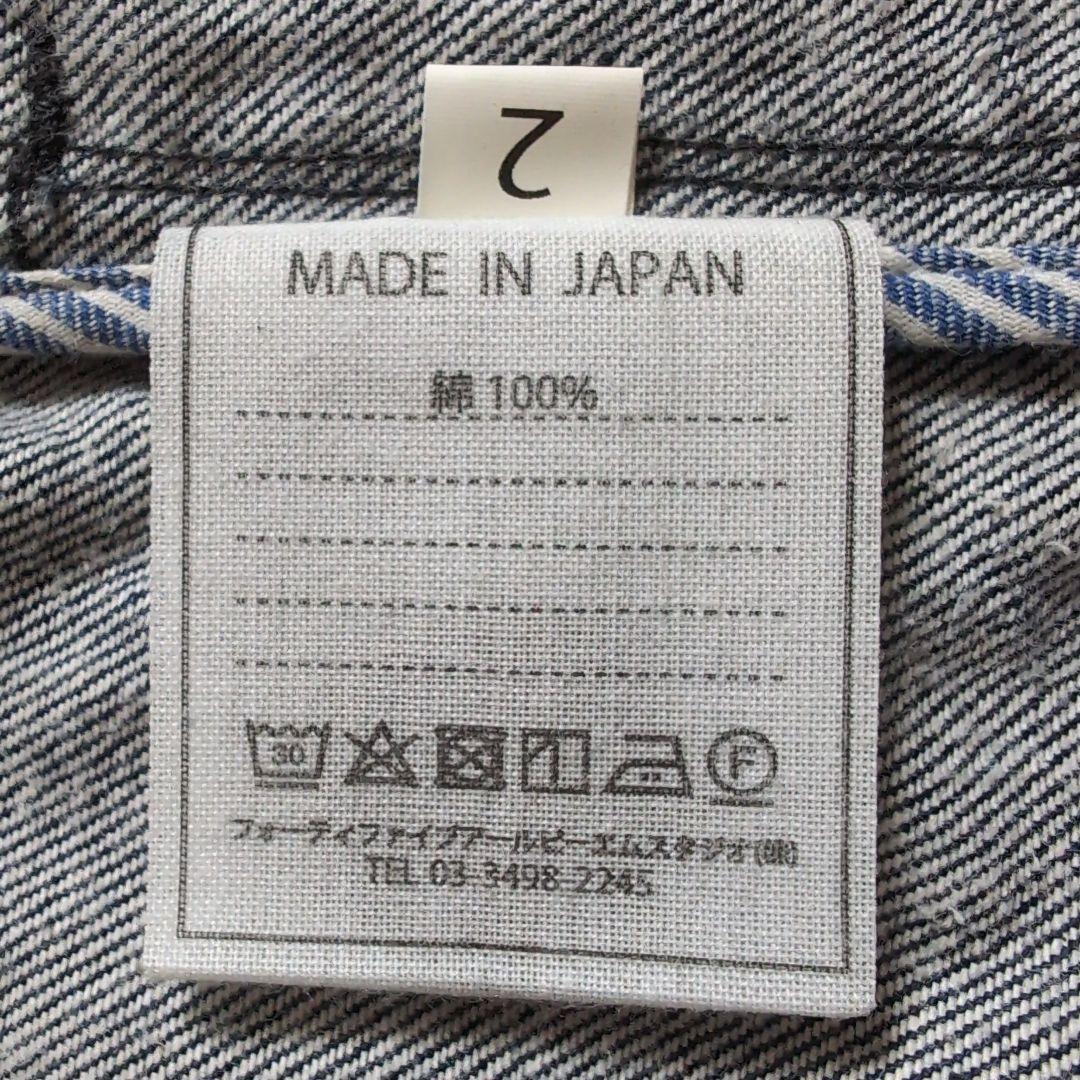 2
MADE IN JAPAN
綿 100%
30
F
フォーティファイブアールピーエムスタジオ(株)
TEL 03-3498-2245